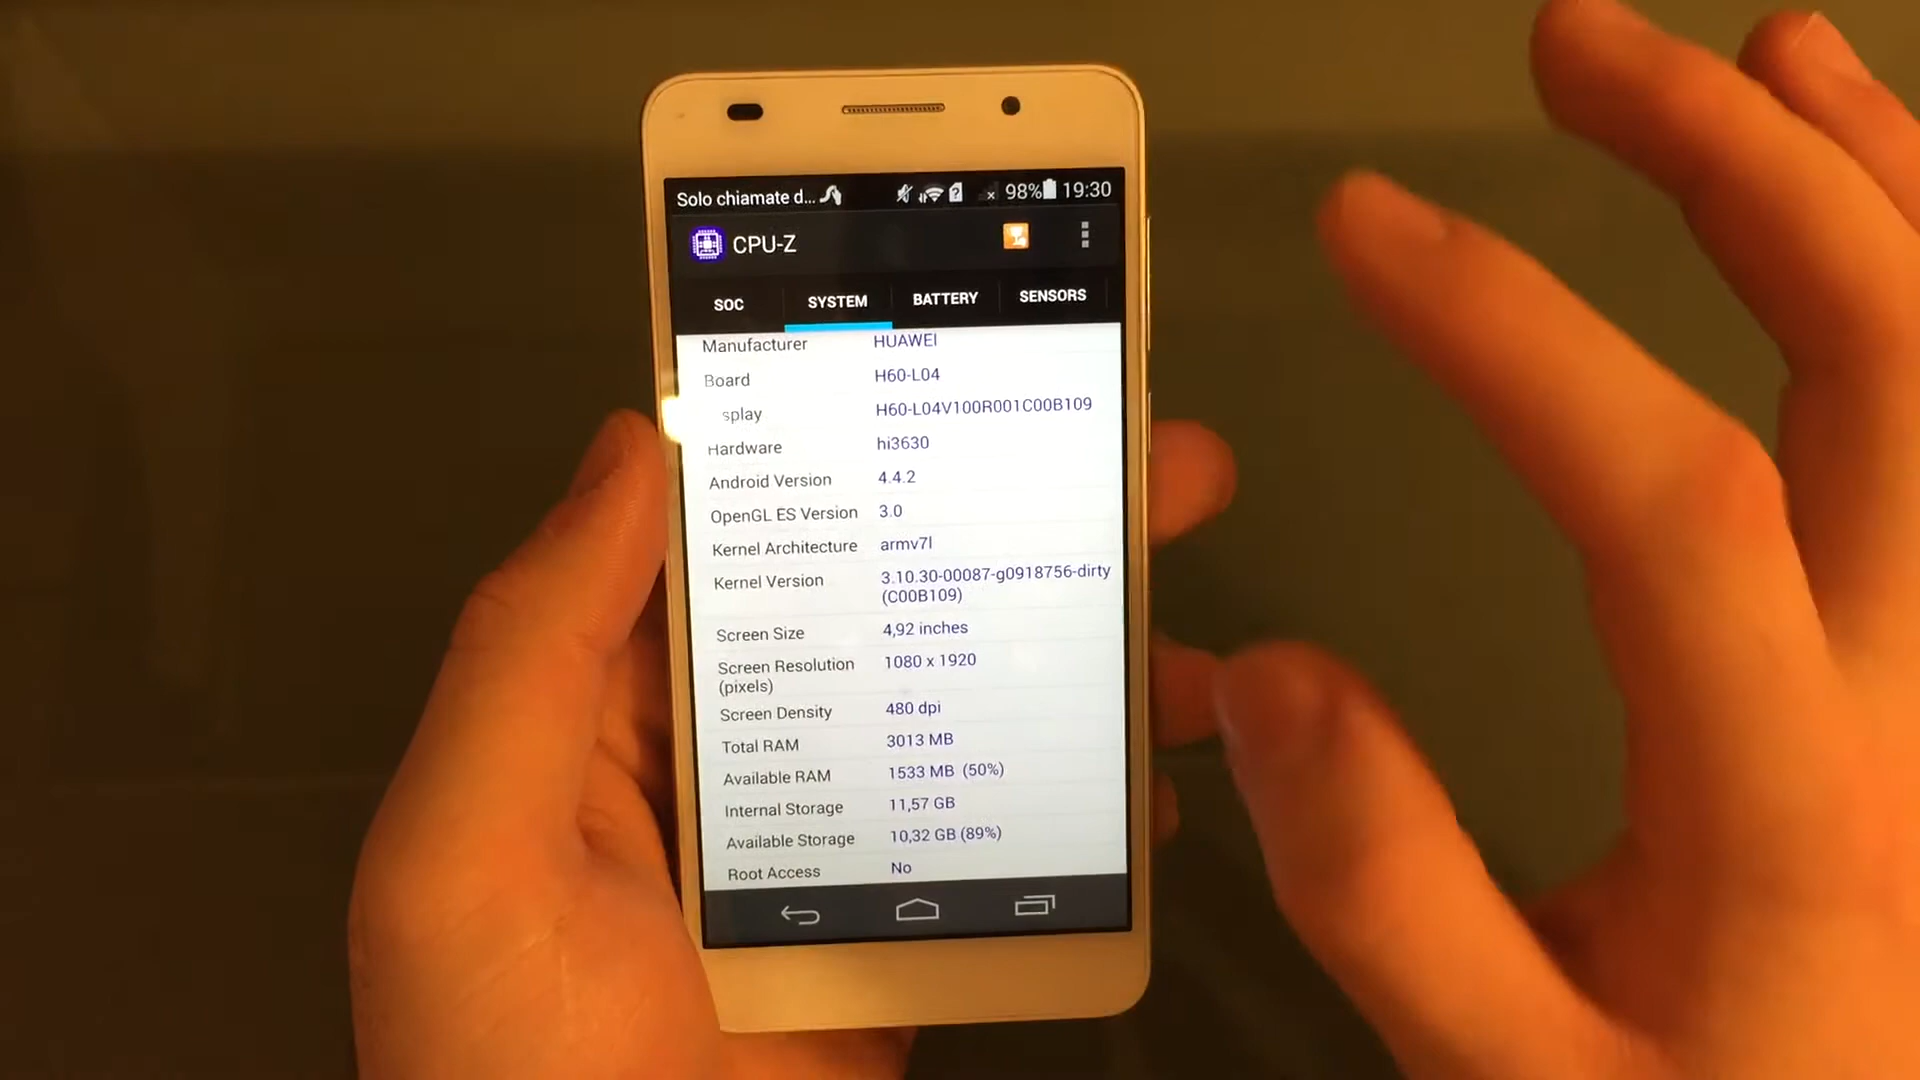 Solo chiamate d... 98% 19:30
CPU-Z
SOC SYSTEM BATTERY SENSORS
Manufacturer HUAWEI
Board H60-L04
splay H60-L04V100R001C00B109
Hardware hi3630
Android Version 4.4.2
OpenGL ES Version 3.0
Kernel Architecture armv7l
Kernel Version 3.10.30-00087-g0918756-dirty
(C00B109)
Screen Size 4,92 inches
Screen Resolution 1080 x 1920
(pixels)
Screen Density 480 dpi
Total RAM 3013 MB
Available RAM 1533 MB (50%)
Internal Storage 11,57 GB
Available Storage 10,32 GB (89%)
Root Access No